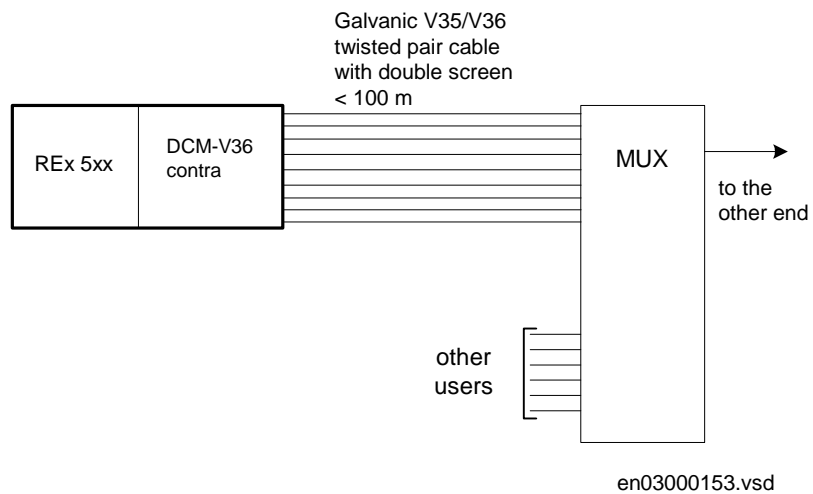 Galvanic V35/V36
twisted pair cable
with double screen
< 100 m
REx 5xx
DCM-V36
contra
MUX
to the
other end
other
users
en03000153.vsd